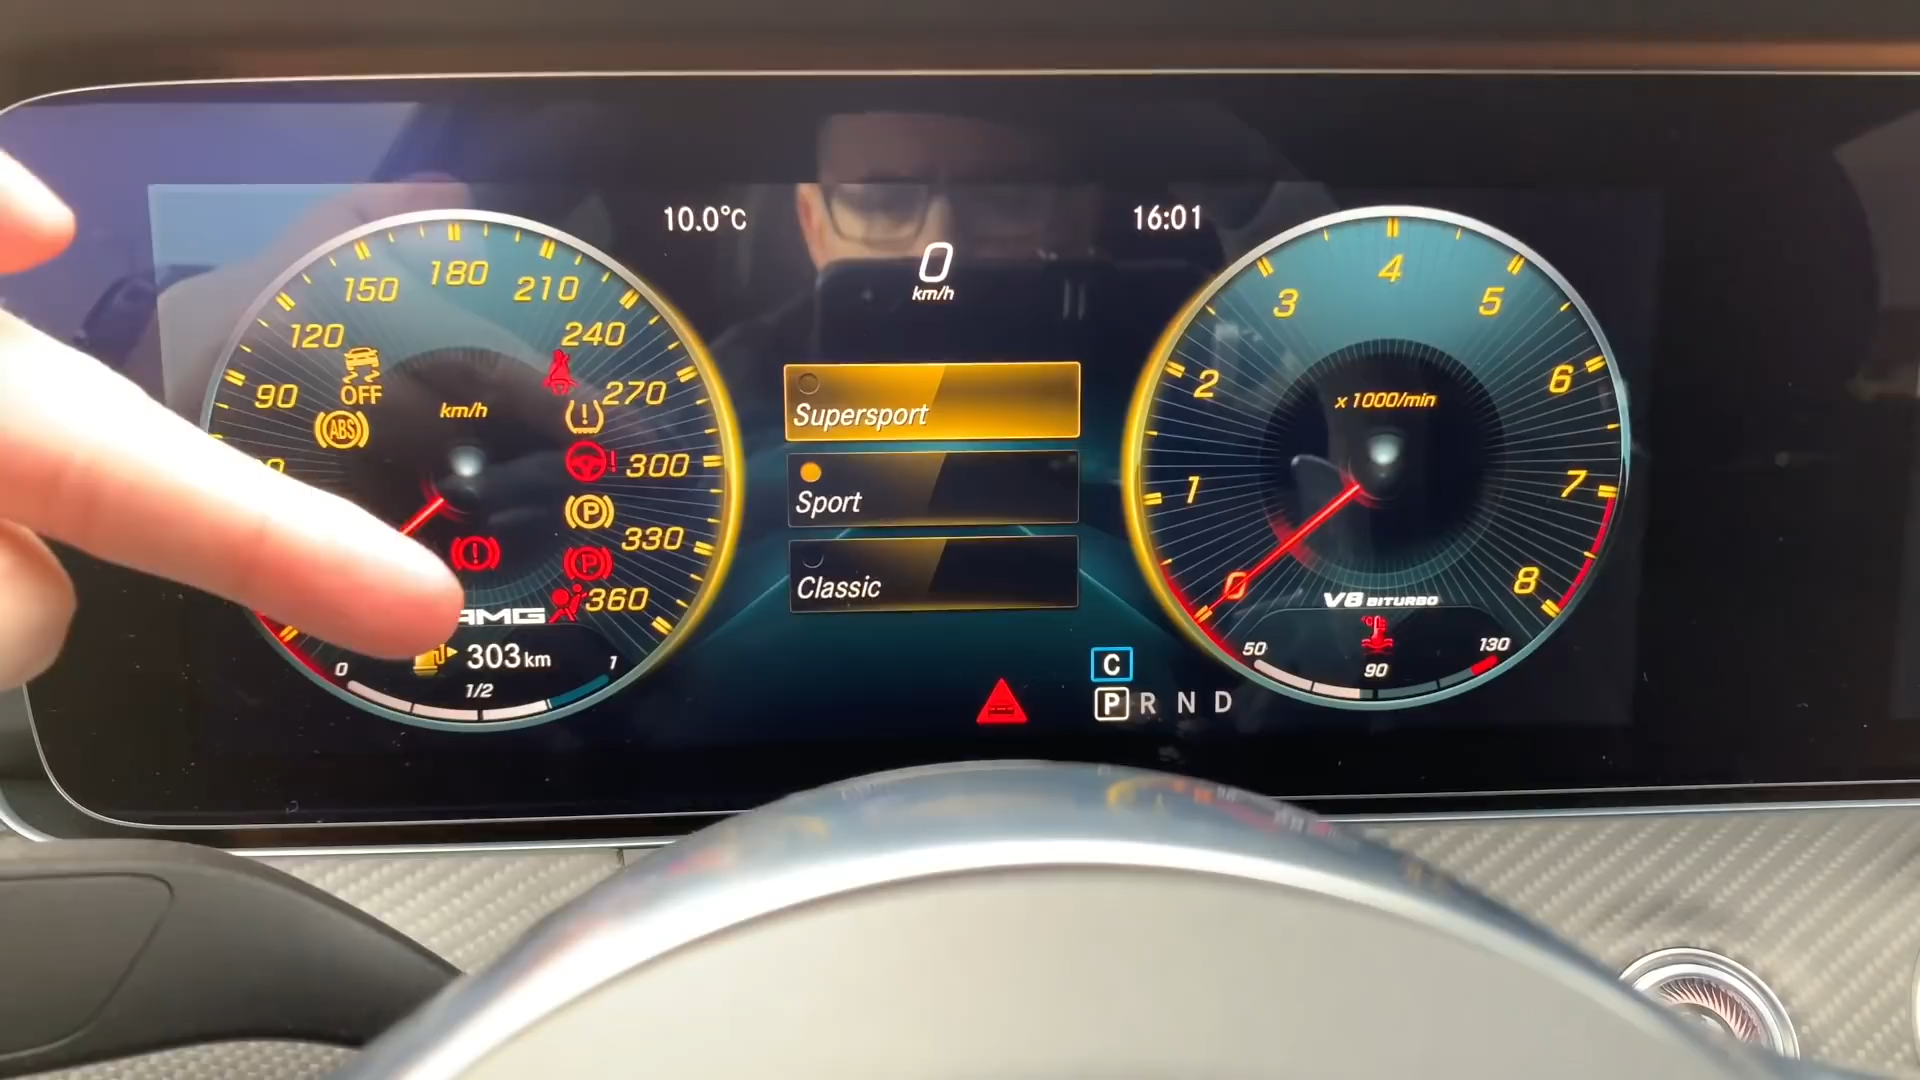 10.0°C
16:01
0
km/h
90
120
150
180
210
240
270
300
330
360
OFF
ABS
km/h
P
P
AMG
303 km
0
1/2
1
Supersport
Sport
Classic
C
P R N D
0
1
2
3
4
5
6
7
8
x 1000/min
V8 BITURBO
°C
50
90
130